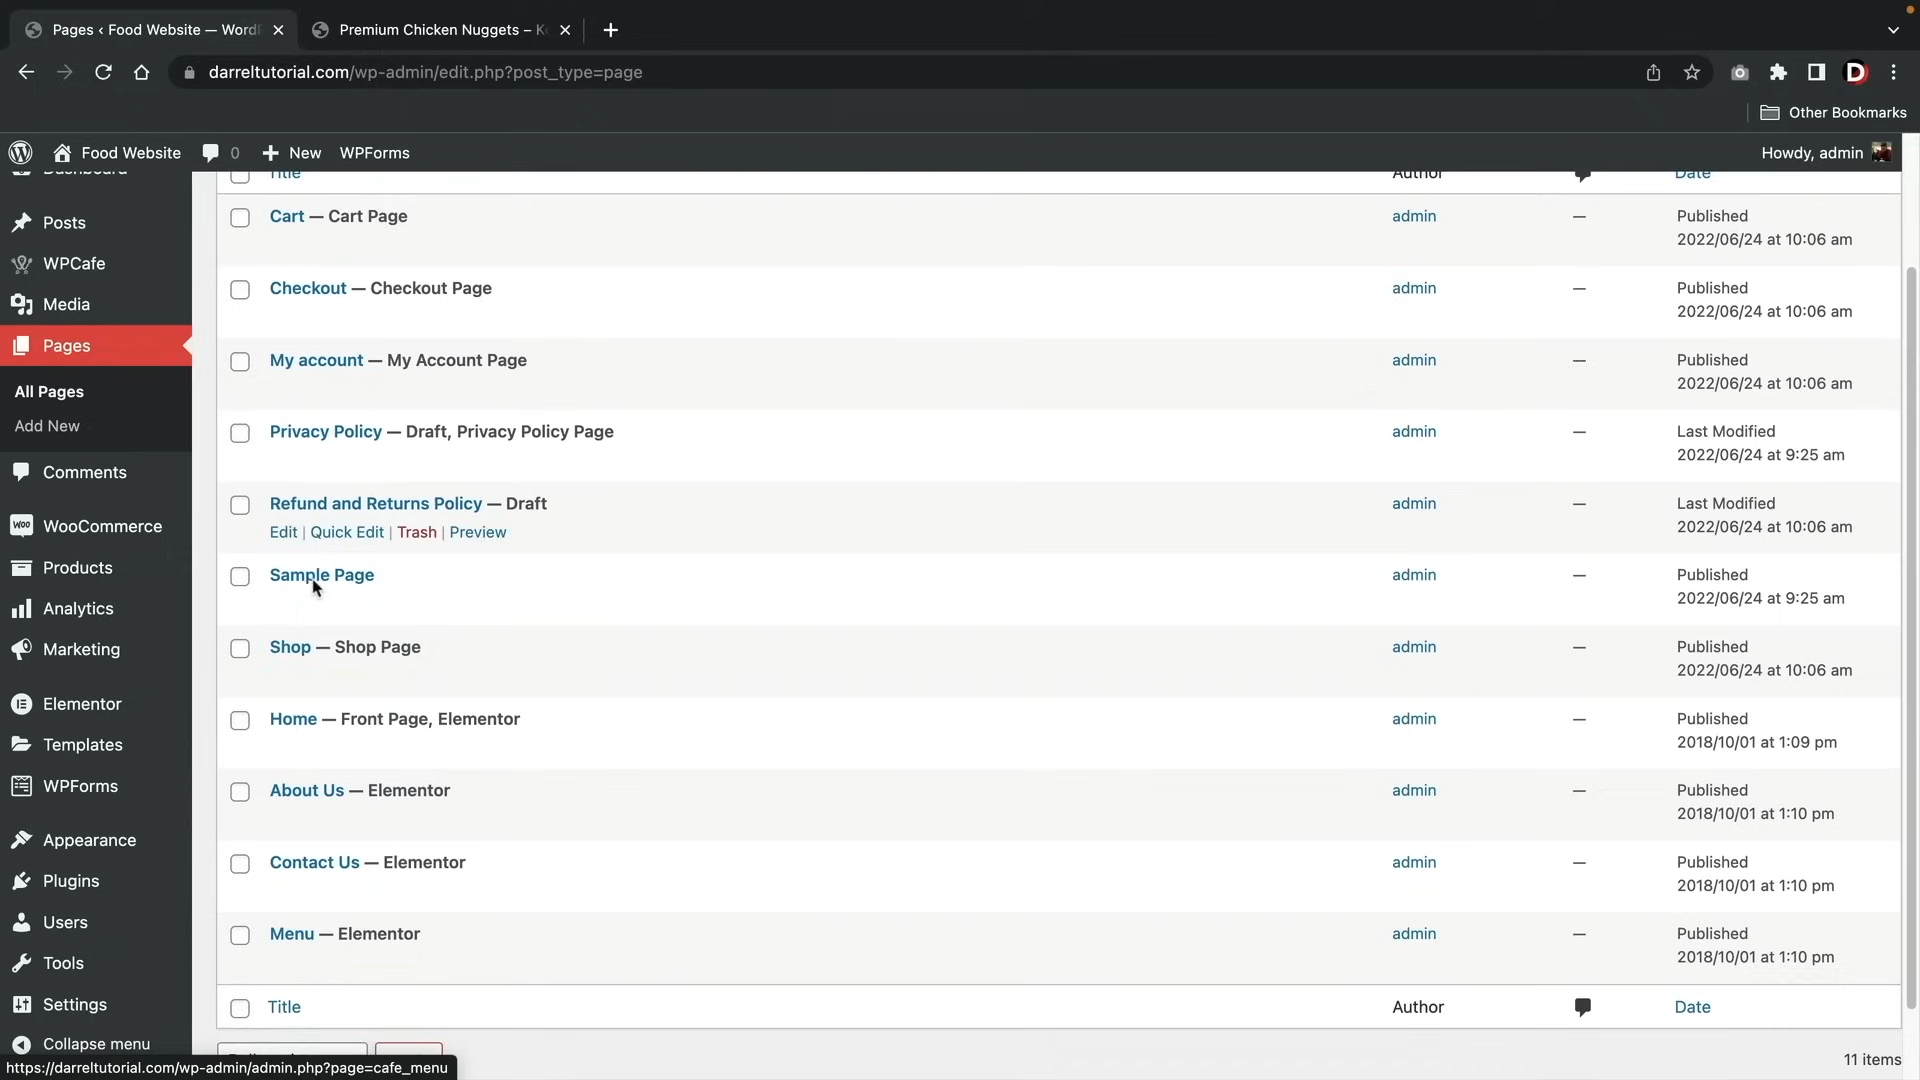 Pages ‹ Food Website — Word
Premium Chicken Nuggets – K
darreltutorial.com/wp-admin/edit.php?post_type=page
Other Bookmarks
Food Website
0
New
WPForms
Howdy, admin
Dashboard
Posts
WPCafe
Media
Pages
All Pages
Add New
Comments
WooCommerce
Products
Analytics
Marketing
Elementor
Templates
WPForms
Appearance
Plugins
Users
Tools
Settings
Collapse menu
Title Author Date
Cart — Cart Page admin — Published
2022/06/24 at 10:06 am
Checkout — Checkout Page admin — Published
2022/06/24 at 10:06 am
My account — My Account Page admin — Published
2022/06/24 at 10:06 am
Privacy Policy — Draft, Privacy Policy Page admin — Last Modified
2022/06/24 at 9:25 am
Refund and Returns Policy — Draft admin — Last Modified
Edit | Quick Edit | Trash | Preview 2022/06/24 at 10:06 am
Sample Page admin — Published
2022/06/24 at 9:25 am
Shop — Shop Page admin — Published
2022/06/24 at 10:06 am
Home — Front Page, Elementor admin — Published
2018/10/01 at 1:09 pm
About Us — Elementor admin — Published
2018/10/01 at 1:10 pm
Contact Us — Elementor admin — Published
2018/10/01 at 1:10 pm
Menu — Elementor admin — Published
2018/10/01 at 1:10 pm
Title Author Date
11 items
https://darreltutorial.com/wp-admin/admin.php?page=cafe_menu